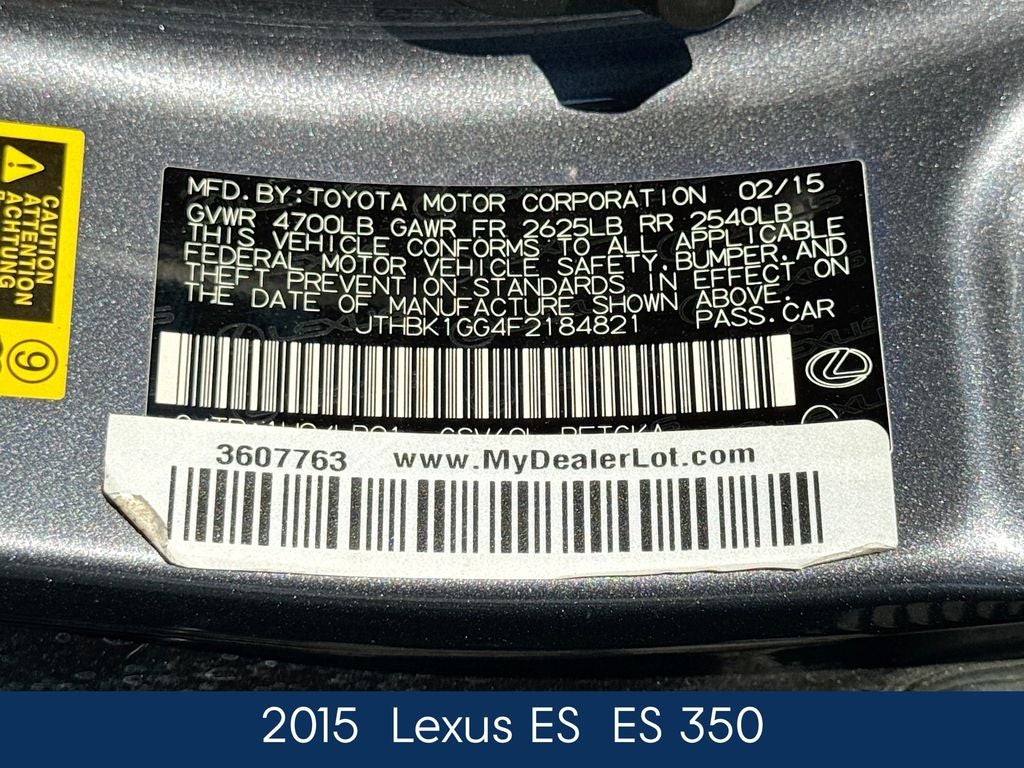 MFD.BY:TOYOTA MOTOR CORPORATION 02/15
GVWR 4700LB GAWR FR 2625LB RR 2540LB
THIS VEHICLE CONFORMS TO ALL APPLICABLE
FEDERAL MOTOR VEHICLE SAFETY,BUMPER,AND
THEFT PREVENTION STANDARDS IN EFFECT ON
THE DATE OF MANUFACTURE SHOWN ABOVE.
JTHBK1GG4F2184821 PASS.CAR
3607763 www.MyDealerLot.com
CAUTION
ATTENTION
ACHTUNG
9
2015 Lexus ES ES 350